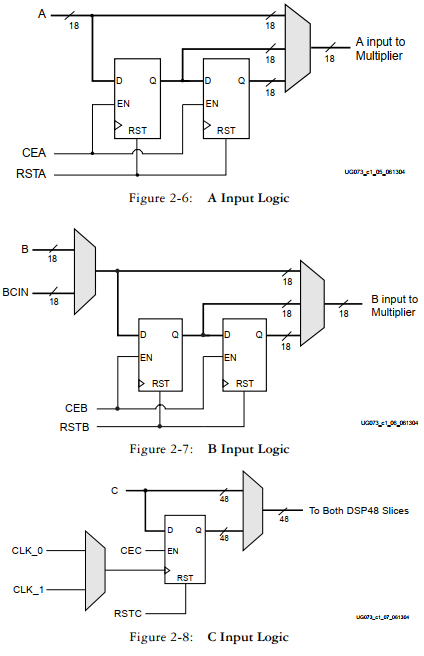 A
18
18
A input to
18
Multiplier
18
D Q D Q
18
EN EN
RST RST
CEA
RSTA
UG073_c1_05_061304
Figure 2-6: A Input Logic
B
18
18
BCIN
18
18
18
B input to
Multiplier
D Q D Q
18
EN EN
RST RST
CEB
RSTB
UG073_c1_06_061304
Figure 2-7: B Input Logic
C
48
48
To Both DSP48 Slices
D Q
48
CLK_0
CEC
EN
CLK_1
RST
RSTC
UG073_c1_07_061304
Figure 2-8: C Input Logic